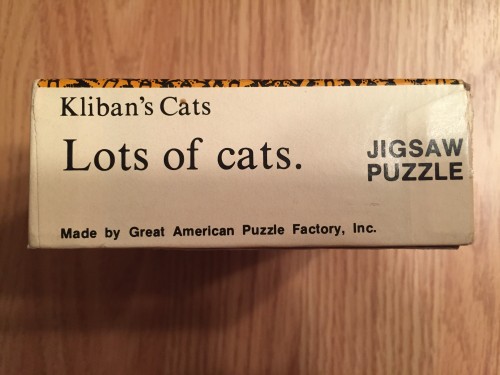 Kliban's Cats
Lots of cats.
JIGSAW
PUZZLE
Made by Great American Puzzle Factory, Inc.